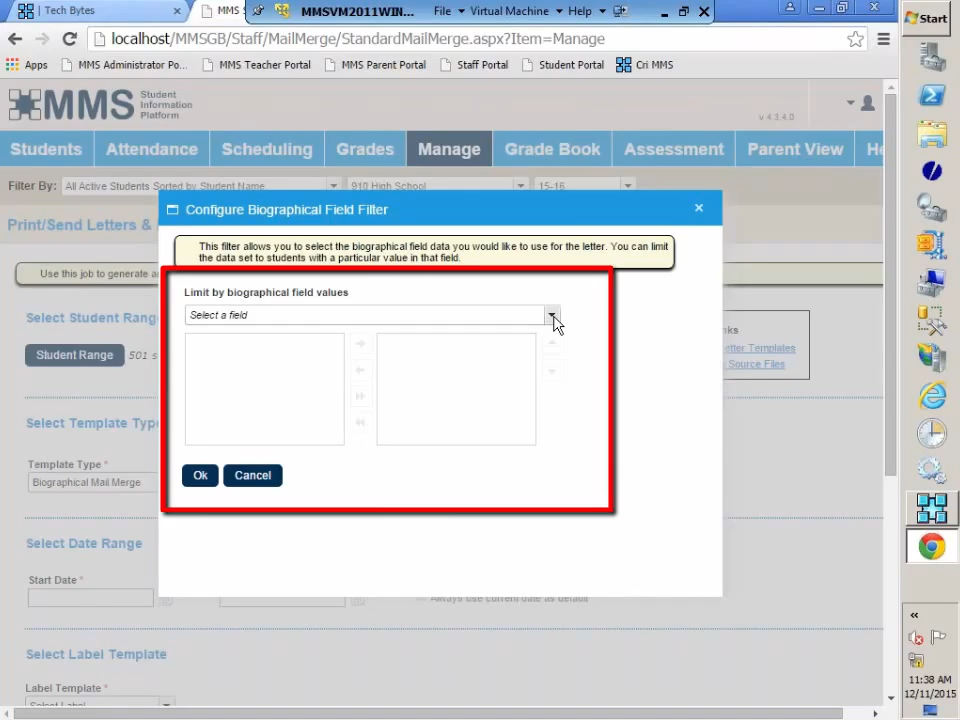 Tech Bytes
MMS S
MMSVM2011WIN...
File
Virtual Machine
Help
Start
localhost/MMSGB/Staff/MailMerge/StandardMailMerge.aspx?Item=Manage
Apps
MMS Administrator Po...
MMS Teacher Portal
MMS Parent Portal
Staff Portal
Student Portal
Cri MMS
MMS
Student
Information
Platform
v 4.3.4.0
Students
Attendance
Scheduling
Grades
Manage
Grade Book
Assessment
Parent View
He
Filter By:
All Active Students Sorted by Student Name
910 High School
15-16
Configure Biographical Field Filter
Print/Send Letters &
This filter allows you to select the biographical field data you would like to use for the letter. You can limit
the data set to students with a particular value in that field.
Use this job to generate a
Limit by biographical field values
Select a field
Select Student Rang
Student Range
501 s
nks
etter Templates
Source Files
Select Template Type
Template Type *
Biographical Mail Merge
Ok
Cancel
Select Date Range
Start Date *
Always use current date as default
Select Label Template
Label Template *
Select Label
11:38 AM
12/11/2015